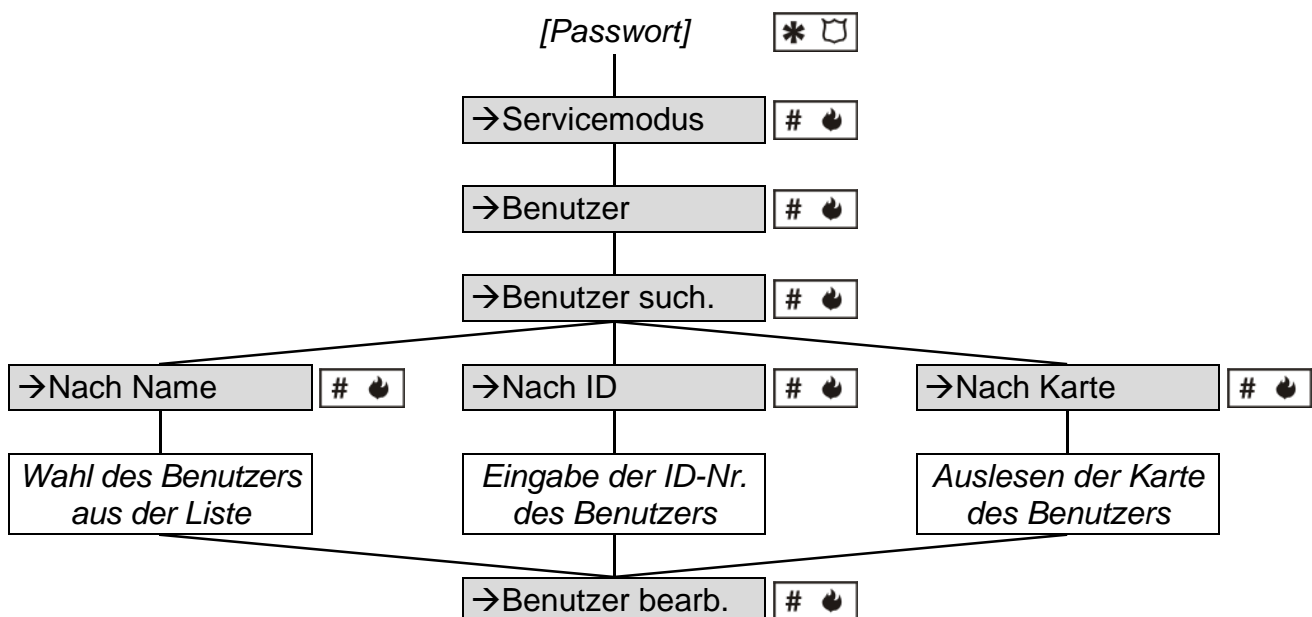 [Passwort] *
→Servicemodus #
→Benutzer #
→Benutzer such. #
→Nach Name # →Nach ID # →Nach Karte #
Wahl des Benutzers
aus der Liste
Eingabe der ID-Nr.
des Benutzers
Auslesen der Karte
des Benutzers
→Benutzer bearb. #